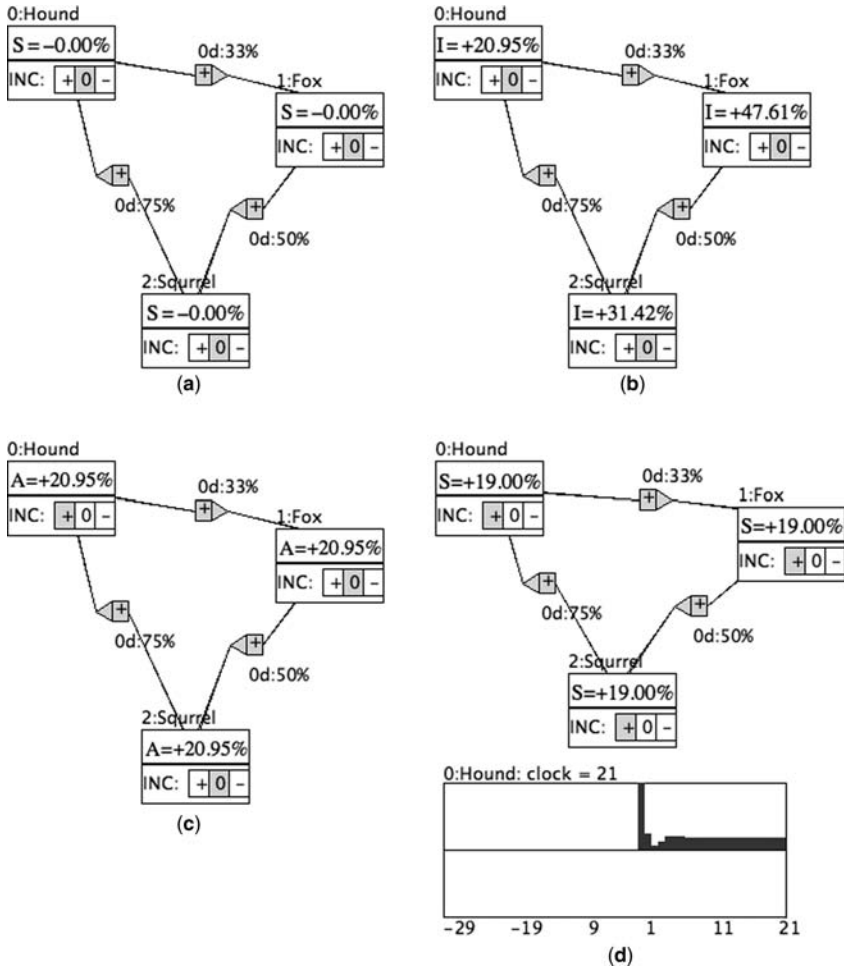 0:Hound
S=−0.00%
INC: + 0 −
0d:33%
1:Fox
S=−0.00%
INC: + 0 −
0d:75%
0d:50%
2:Squrrel
S=−0.00%
INC: + 0 −
(a)
0:Hound
I=+20.95%
INC: + 0 −
0d:33%
1:Fox
I=+47.61%
INC: + 0 −
0d:75%
0d:50%
2:Squrrel
I=+31.42%
INC: + 0 −
(b)
0:Hound
A=+20.95%
INC: + 0 −
0d:33%
1:Fox
A=+20.95%
INC: + 0 −
0d:75%
0d:50%
2:Squrrel
A=+20.95%
INC: + 0 −
(c)
0:Hound
S=+19.00%
INC: + 0 −
0d:33%
1:Fox
S=+19.00%
INC: + 0 −
0d:75%
0d:50%
2:Squrrel
S=+19.00%
INC: + 0 −
0:Hound: clock = 21
-29 -19 9 1 11 21
(d)